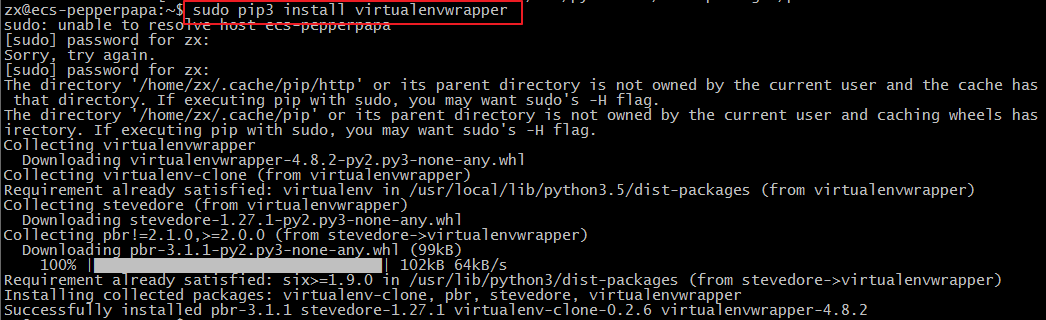 zx@ecs-pepperpapa:~$ sudo pip3 install virtualenvwrapper
sudo: unable to resolve host ecs-pepperpapa
[sudo] password for zx:
Sorry, try again.
[sudo] password for zx:
The directory '/home/zx/.cache/pip/http' or its parent directory is not owned by the current user and the cache has
 that directory. If executing pip with sudo, you may want sudo's -H flag.
The directory '/home/zx/.cache/pip' or its parent directory is not owned by the current user and caching wheels has
irectory. If executing pip with sudo, you may want sudo's -H flag.
Collecting virtualenvwrapper
  Downloading virtualenvwrapper-4.8.2-py2.py3-none-any.whl
Collecting virtualenv-clone (from virtualenvwrapper)
Requirement already satisfied: virtualenv in /usr/local/lib/python3.5/dist-packages (from virtualenvwrapper)
Collecting stevedore (from virtualenvwrapper)
  Downloading stevedore-1.27.1-py2.py3-none-any.whl
Collecting pbr!=2.1.0,>=2.0.0 (from stevedore->virtualenvwrapper)
  Downloading pbr-3.1.1-py2.py3-none-any.whl (99kB)
    100% |████████████████████████████████| 102kB 64kB/s
Requirement already satisfied: six>=1.9.0 in /usr/lib/python3/dist-packages (from stevedore->virtualenvwrapper)
Installing collected packages: virtualenv-clone, pbr, stevedore, virtualenvwrapper
Successfully installed pbr-3.1.1 stevedore-1.27.1 virtualenv-clone-0.2.6 virtualenvwrapper-4.8.2